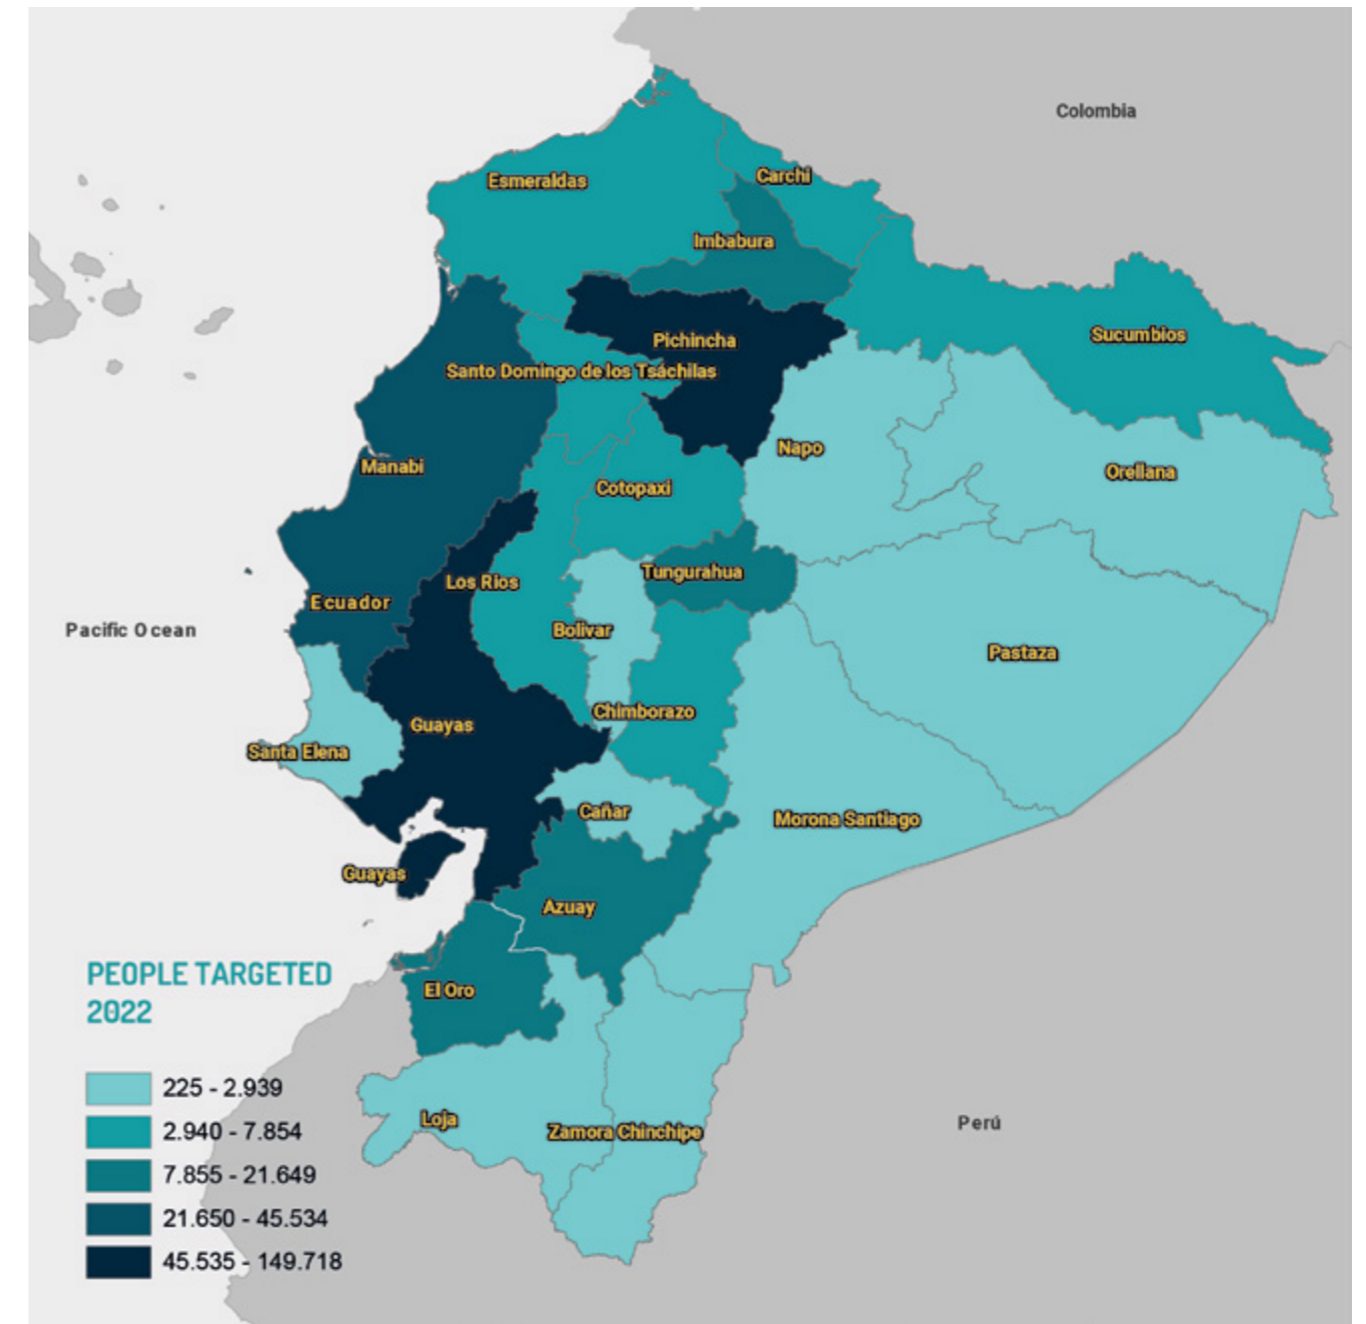 Colombia
Esmeraldas
Carchi
Imbabura
Pichincha
Sucumbios
Santo Domingo de los Tsáchilas
Napo
Manabi
Orellana
Cotopaxi
Tungurahua
Los Rios
Ecuador
Pacific Ocean
Bolivar
Pastaza
Chimborazo
Guayas
Santa Elena
Cañar
Morona Santiago
Guayas
Azuay
El Oro
PEOPLE TARGETED
2022
225 - 2.939
2.940 - 7.854
7.855 - 21.649
21.650 - 45.534
45.535 - 149.718
Loja
Zamora Chinchipe
Perú